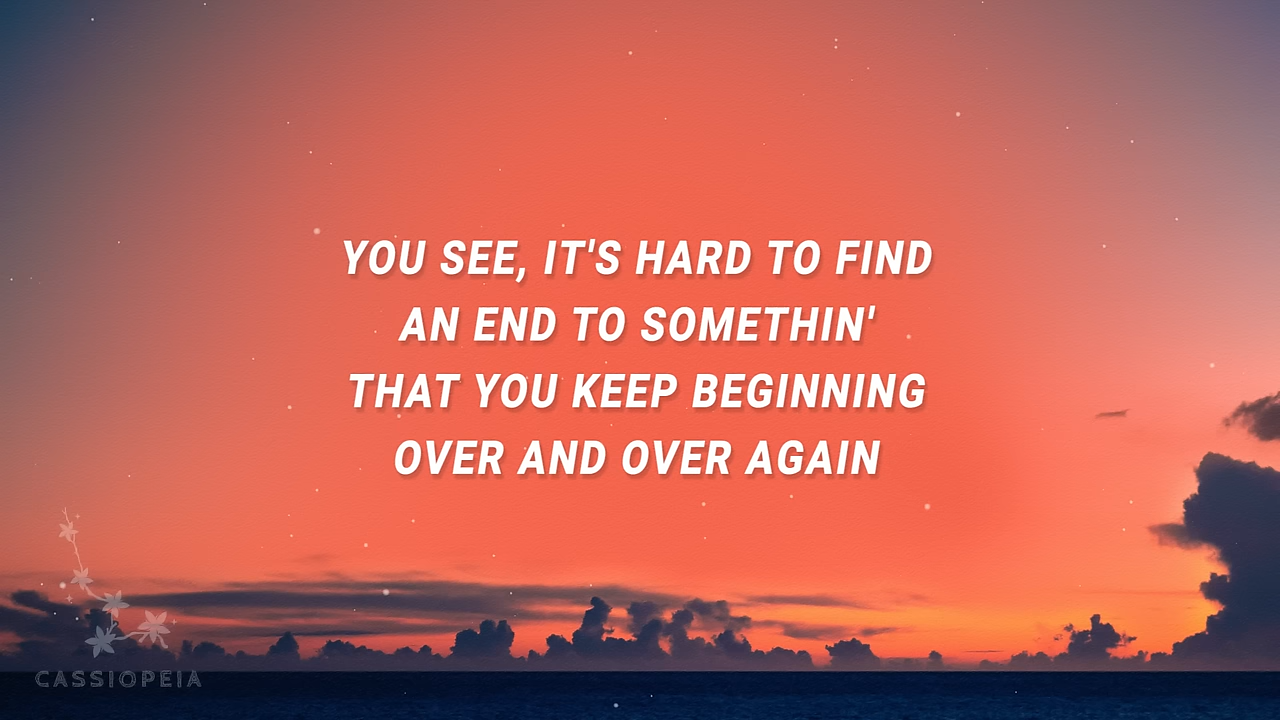 YOU SEE, IT'S HARD TO FIND
AN END TO SOMETHIN'
THAT YOU KEEP BEGINNING
OVER AND OVER AGAIN
CASSIOPEIA